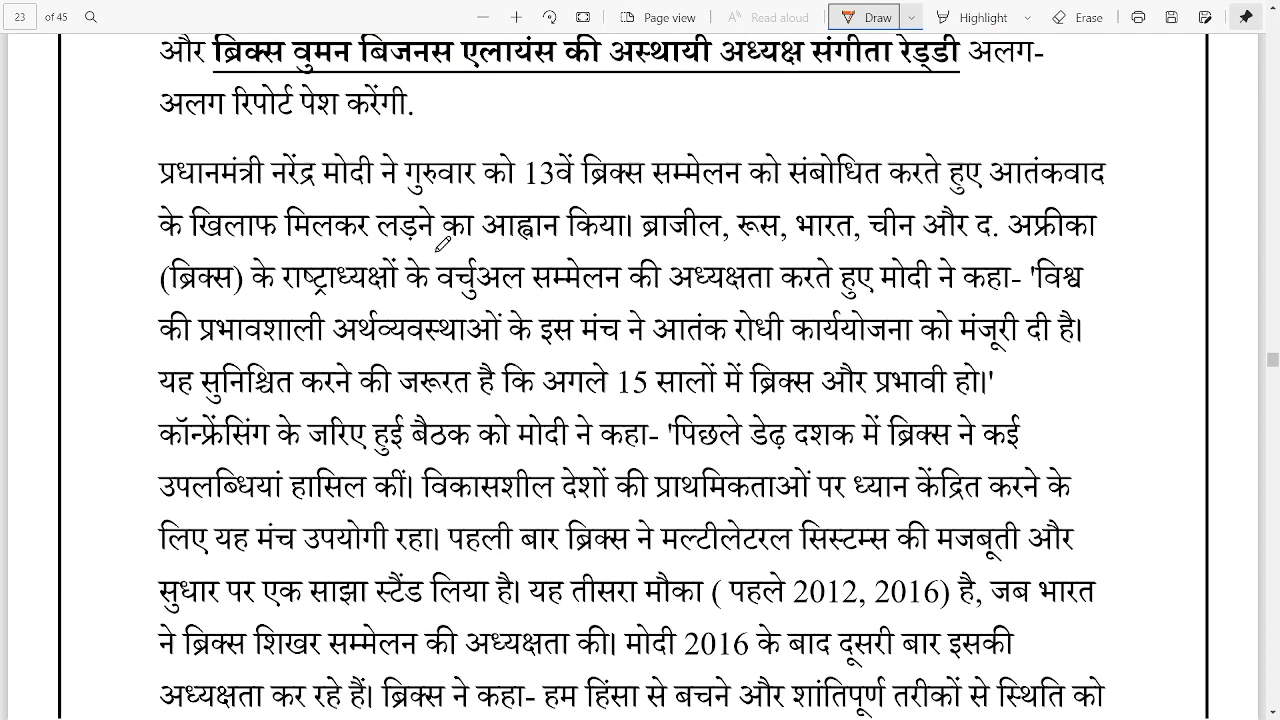 23 of 45 Page view Read aloud Draw Highlight Erase
और ब्रिक्स वुमन बिजनस एलायंस की अस्थायी अध्यक्ष संगीता रेड्डी अलग-
अलग रिपोर्ट पेश करेंगी.
प्रधानमंत्री नरेंद्र मोदी ने गुरुवार को 13वें ब्रिक्स सम्मेलन को संबोधित करते हुए आतंकवाद
के खिलाफ मिलकर लड़ने का आह्वान किया। ब्राजील, रूस, भारत, चीन और द. अफ्रीका
(ब्रिक्स) के राष्ट्राध्यक्षों के वर्चुअल सम्मेलन की अध्यक्षता करते हुए मोदी ने कहा- 'विश्व
की प्रभावशाली अर्थव्यवस्थाओं के इस मंच ने आतंक रोधी कार्ययोजना को मंजूरी दी है।
यह सुनिश्चित करने की जरूरत है कि अगले 15 सालों में ब्रिक्स और प्रभावी हो।'
कॉन्फ्रेंसिंग के जरिए हुई बैठक को मोदी ने कहा- 'पिछले डेढ़ दशक में ब्रिक्स ने कई
उपलब्धियां हासिल कीं। विकासशील देशों की प्राथमिकताओं पर ध्यान केंद्रित करने के
लिए यह मंच उपयोगी रहा। पहली बार ब्रिक्स ने मल्टीलेटरल सिस्टम्स की मजबूती और
सुधार पर एक साझा स्टैंड लिया है। यह तीसरा मौका ( पहले 2012, 2016) है, जब भारत
ने ब्रिक्स शिखर सम्मेलन की अध्यक्षता की। मोदी 2016 के बाद दूसरी बार इसकी
अध्यक्षता कर रहे हैं। ब्रिक्स ने कहा- हम हिंसा से बचने और शांतिपूर्ण तरीकों से स्थिति को